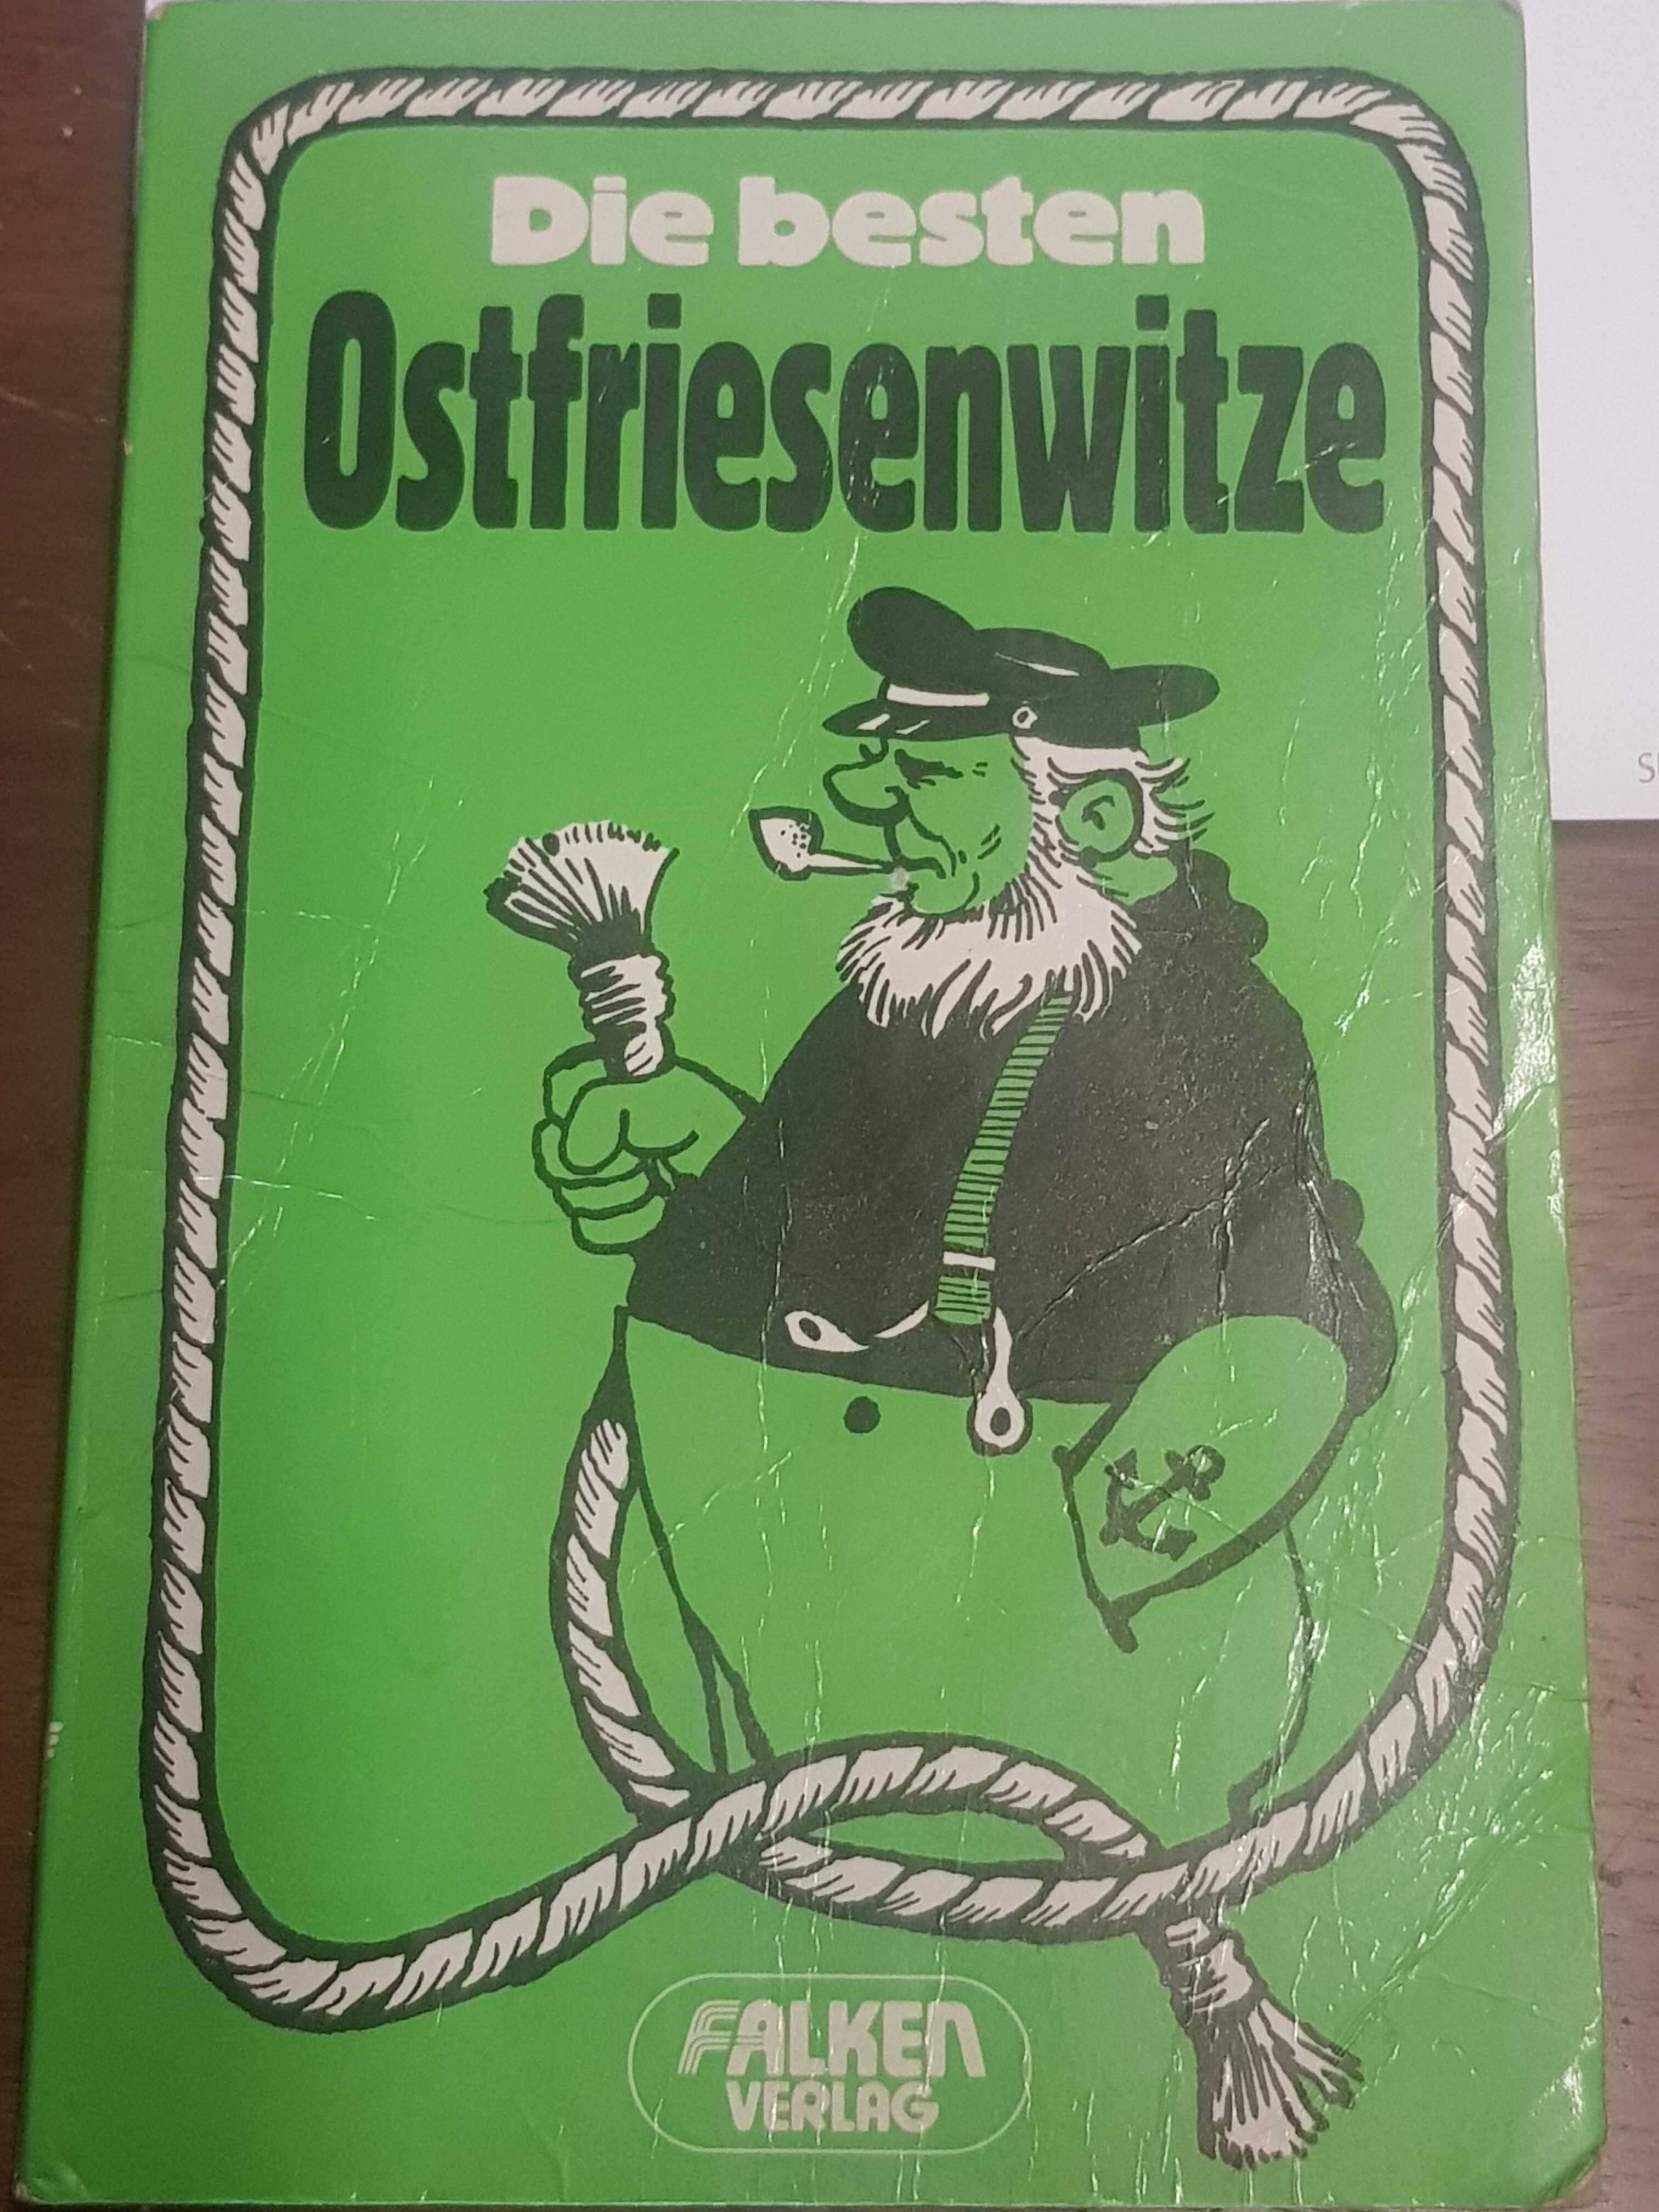 Die besten
Ostfriesenwitze
FALKEN
VERLAG